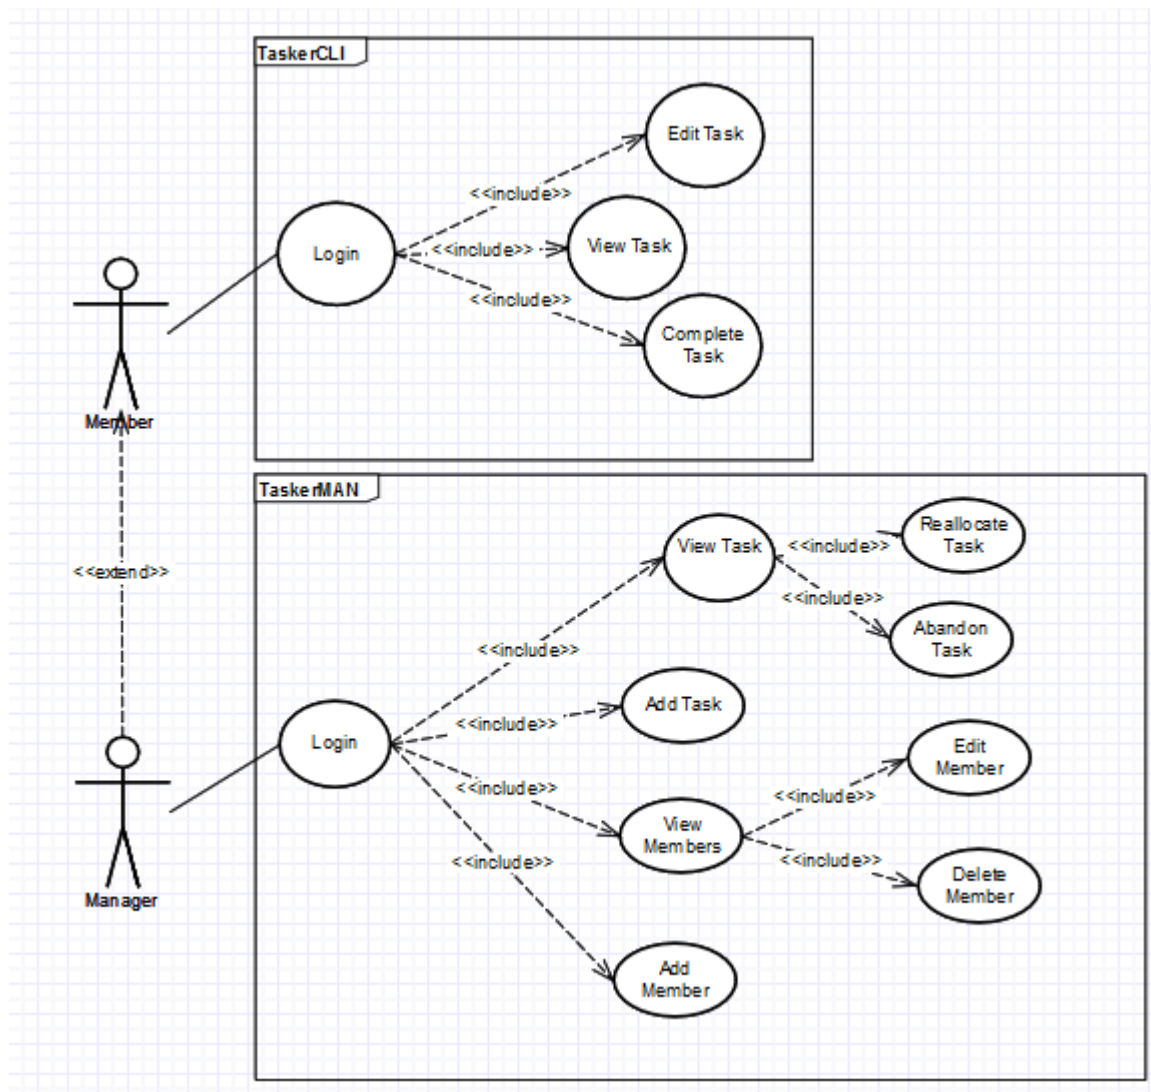 TaskerCLI
Edit Task
<<include>>
View Task
<<include>>
Login
<<include>>
Complete
Task
Member
TaskerMAN
Reallocate
Task
View Task
<<include>>
<<extend>>
<<include>>
Abandon
Task
<<include>>
Add Task
<<include>>
Login
Edit
Member
<<include>>
<<include>>
View
Members
<<include>>
<<include>>
Delete
Member
Manager
Add
Member